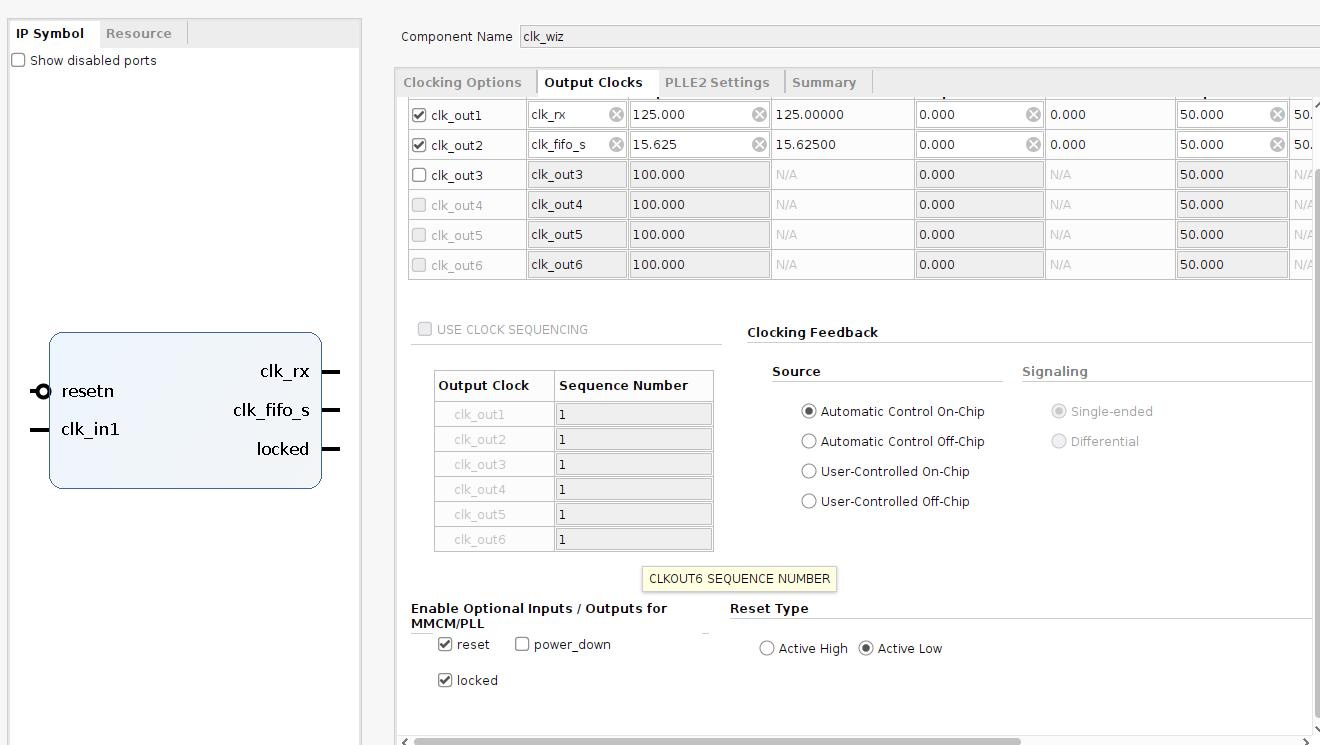 IP Symbol Resource
Show disabled ports
resetn
clk_in1
clk_rx
clk_fifo_s
locked
Component Name clk_wiz
Clocking Options Output Clocks PLLE2 Settings Summary
clk_out1 clk_rx 125.000 125.00000 0.000 0.000 50.000 50.
clk_out2 clk_fifo_s 15.625 15.62500 0.000 0.000 50.000 50.
clk_out3 clk_out3 100.000 N/A 0.000 N/A 50.000 N/A
clk_out4 clk_out4 100.000 N/A 0.000 N/A 50.000 N/A
clk_out5 clk_out5 100.000 N/A 0.000 N/A 50.000 N/A
clk_out6 clk_out6 100.000 N/A 0.000 N/A 50.000 N/A
USE CLOCK SEQUENCING
Output Clock Sequence Number
clk_out1 1
clk_out2 1
clk_out3 1
clk_out4 1
clk_out5 1
clk_out6 1
Clocking Feedback
Source
Automatic Control On-Chip
Automatic Control Off-Chip
User-Controlled On-Chip
User-Controlled Off-Chip
Signaling
Single-ended
Differential
CLKOUT6 SEQUENCE NUMBER
Enable Optional Inputs / Outputs for
MMCM/PLL
reset power_down
locked
Reset Type
Active High Active Low